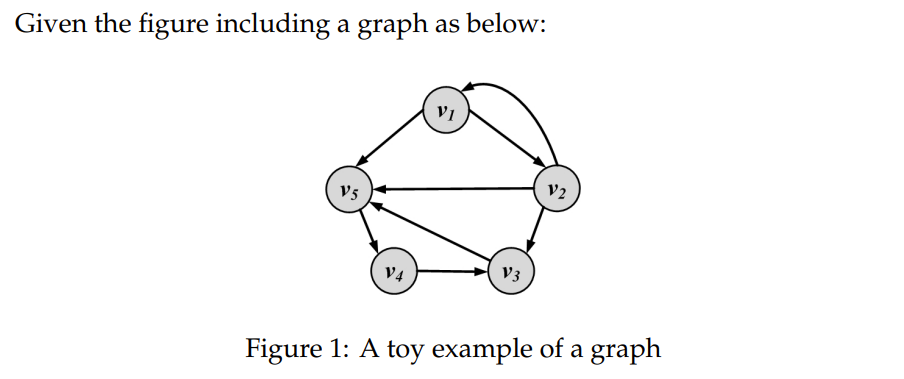 Given the figure including a graph as below:
v1
v5
v2
v4
v3
Figure 1: A toy example of a graph